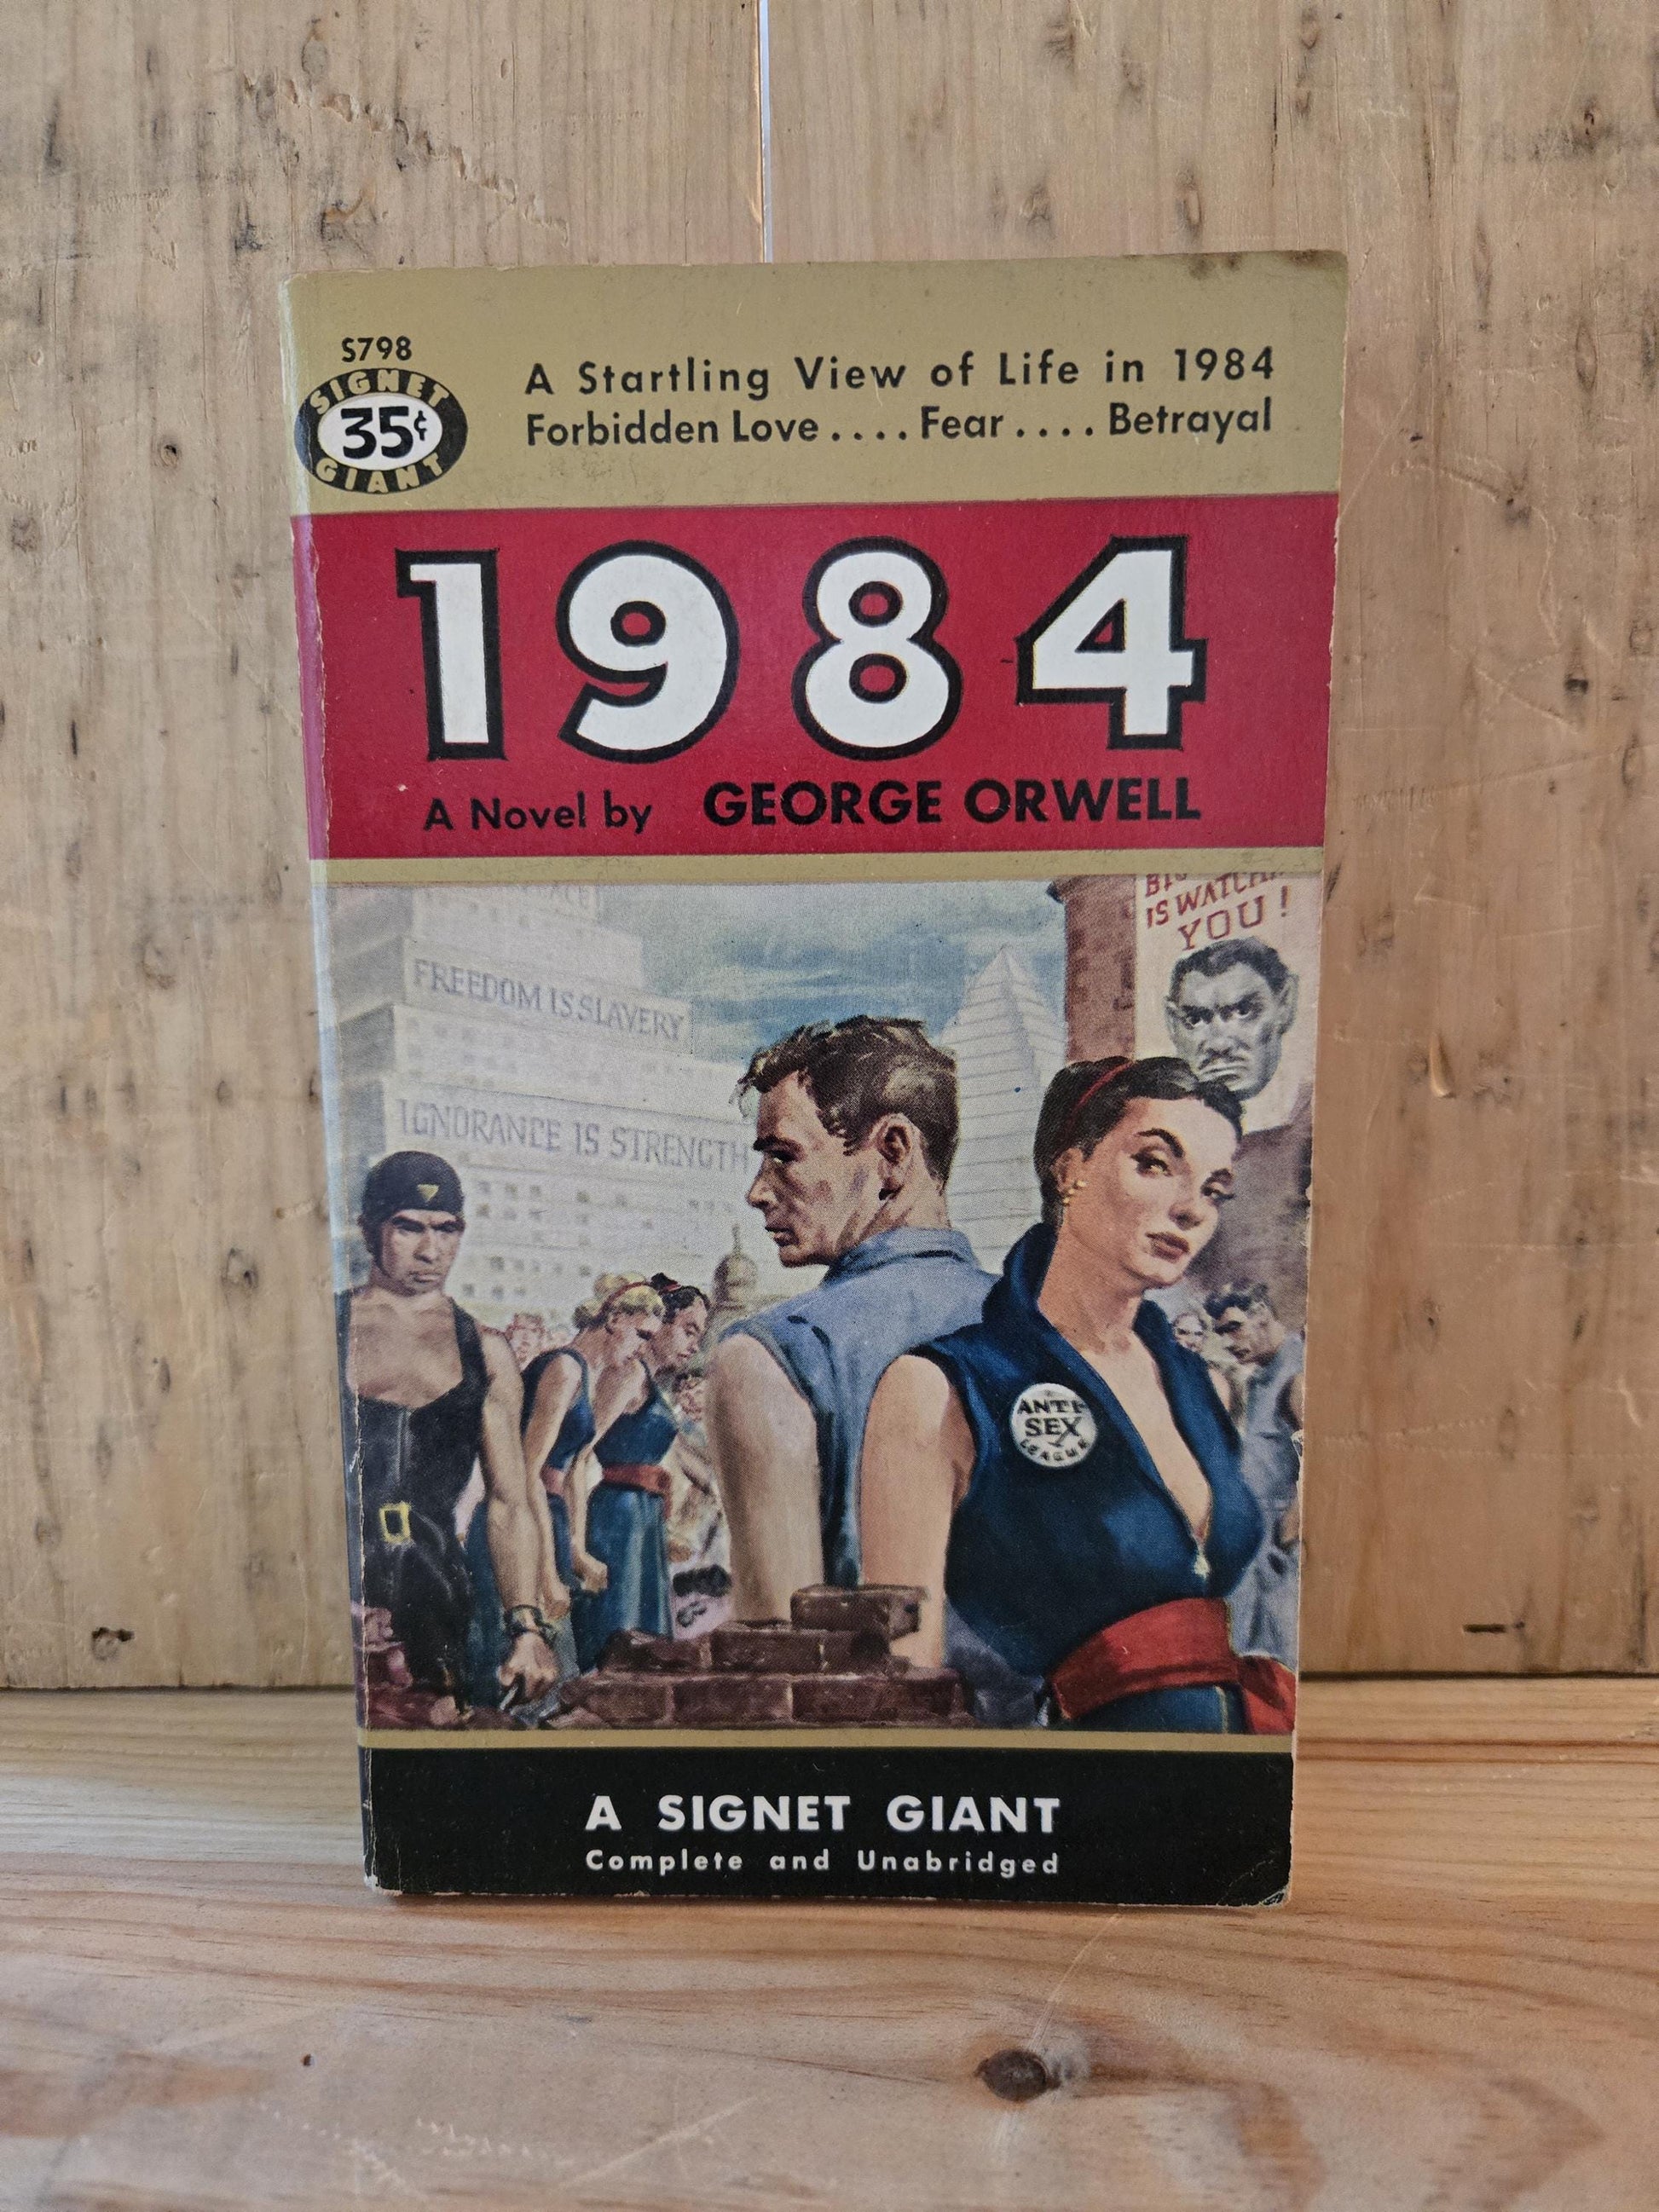 S798
SIGNET
35¢
GIANT
A Startling View of Life in 1984
Forbidden Love .... Fear .... Betrayal
1984
A Novel by GEORGE ORWELL
IS
YOU!
FREEDOM IS SLAVERY
IGNORANCE IS STRENGTH
ANTI-
SEX
LEAGUE
A SIGNET GIANT
Complete and Unabridged